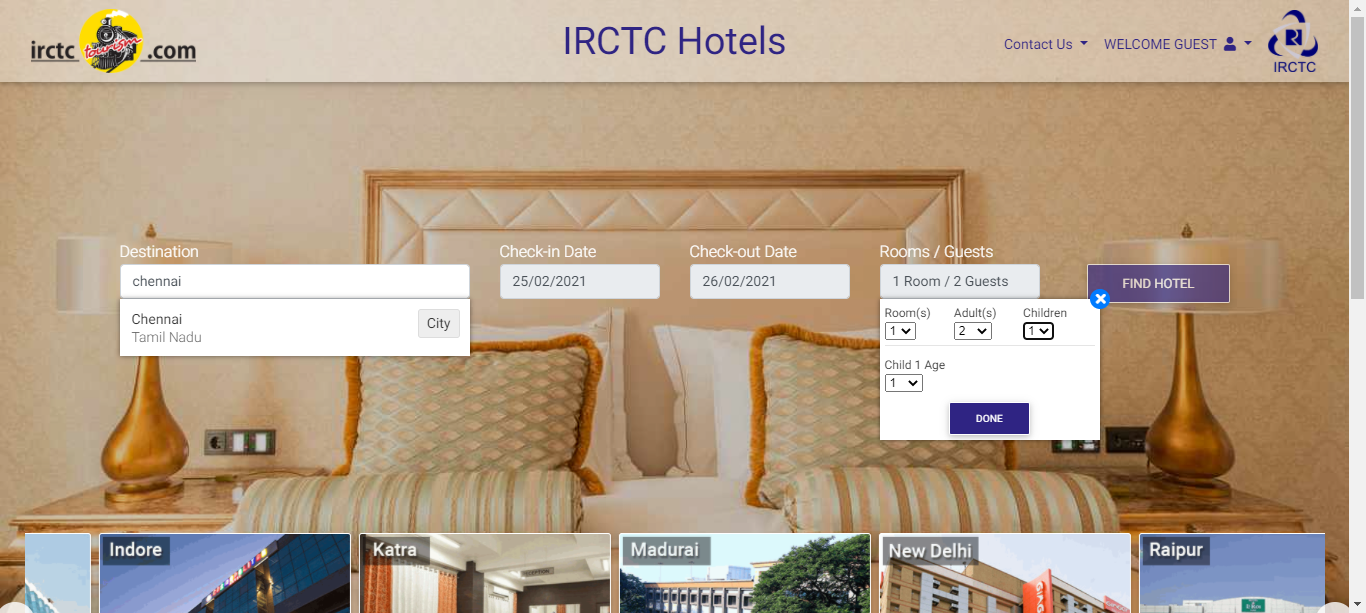 irctc tourism .com
IRCTC Hotels
Contact Us
WELCOME GUEST
IRCTC
Destination
Check-in Date
Check-out Date
Rooms / Guests
chennai
25/02/2021
26/02/2021
1 Room / 2 Guests
FIND HOTEL
Chennai
Tamil Nadu
City
Room(s)
Adult(s)
Children
1
2
1
Child 1 Age
1
DONE
Indore
Katra
Madurai
New Delhi
Raipur